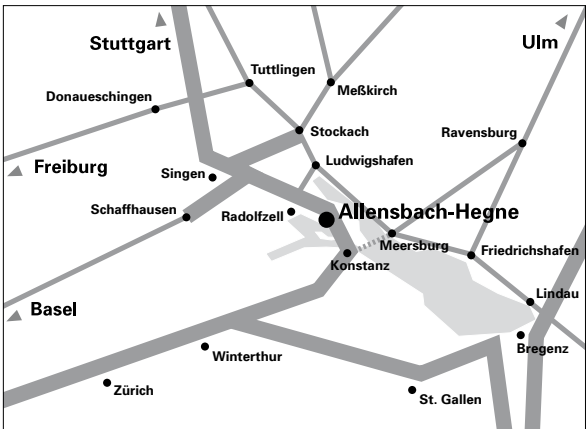 Stuttgart
Ulm
Tuttlingen
Donaueschingen
Meßkirch
Stockach
Ravensburg
Freiburg
Singen
Ludwigshafen
Schaffhausen
Radolfzell
Allensbach-Hegne
Meersburg
Friedrichshafen
Konstanz
Basel
Lindau
Winterthur
Bregenz
Zürich
St. Gallen